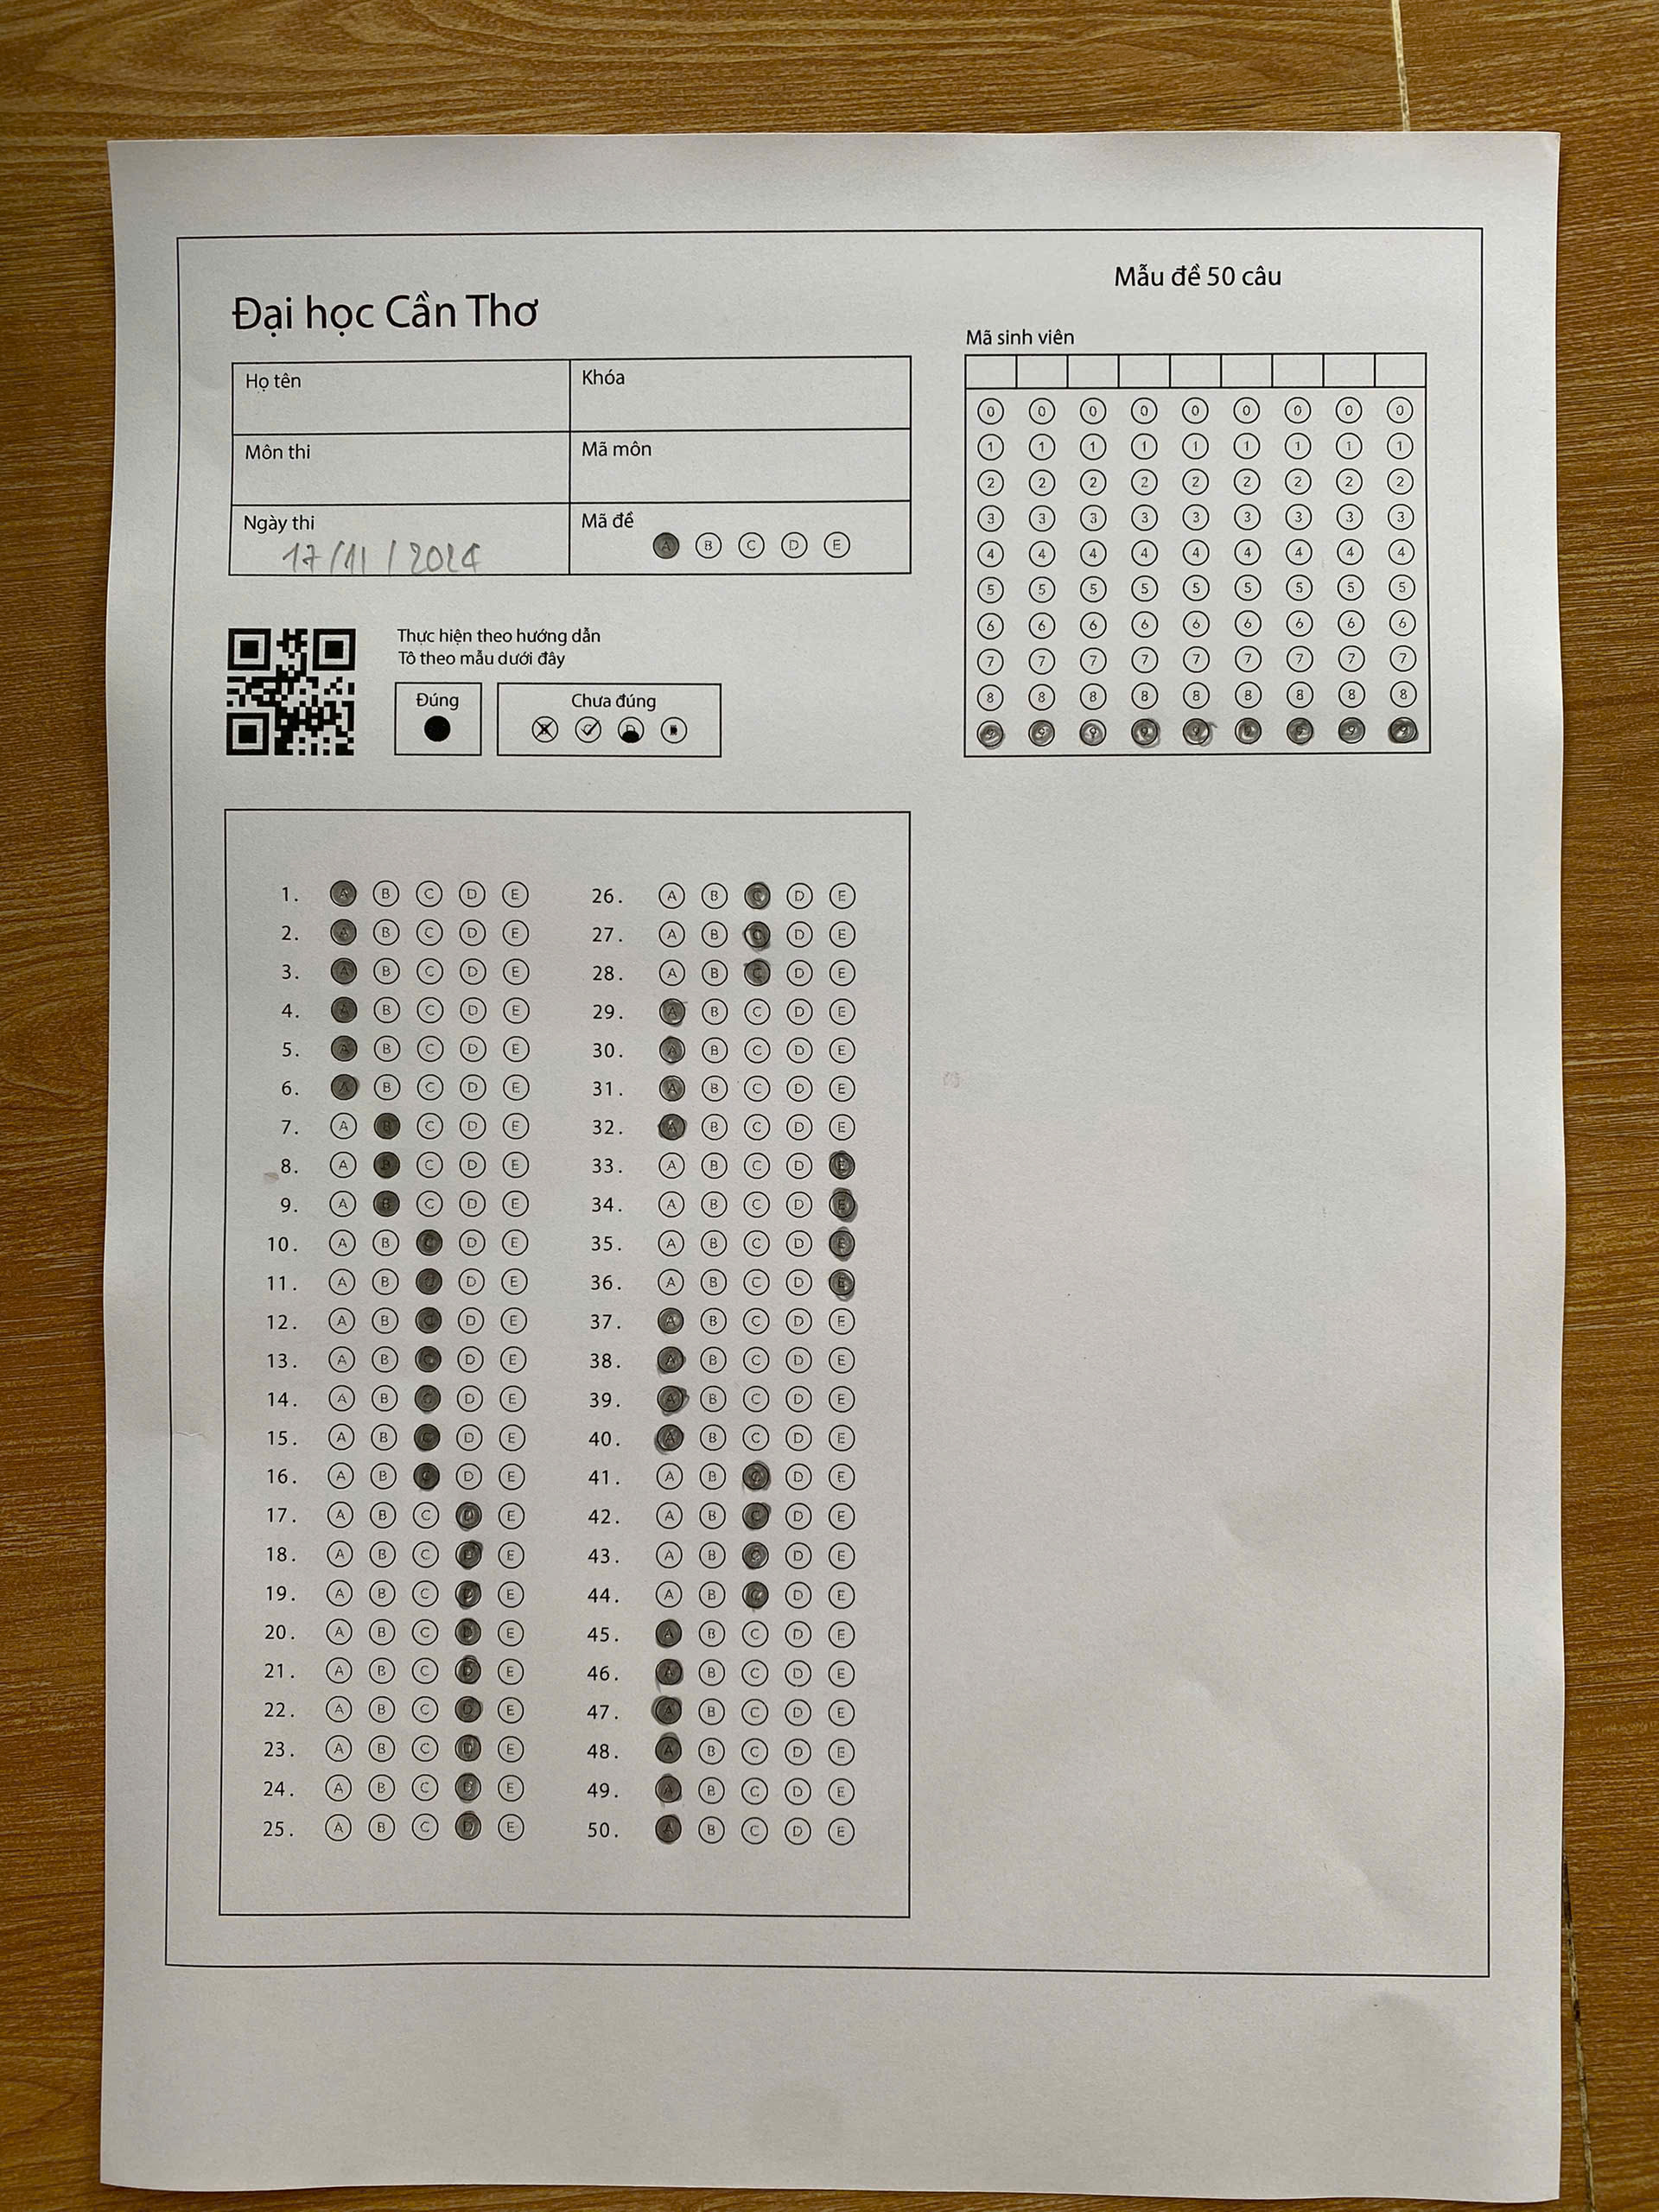 Mẫu đề 50 câu
Đại học Cần Thơ
Mã sinh viên
Họ tên
Khóa
Môn thi
Mã môn
Ngày thi
17/11/2024
Mã đề
A B C D E
0 0 0 0 0 0 0 0 0
1 1 1 1 1 1 1 1 1
2 2 2 2 2 2 2 2 2
3 3 3 3 3 3 3 3 3
4 4 4 4 4 4 4 4 4
5 5 5 5 5 5 5 5 5
6 6 6 6 6 6 6 6 6
7 7 7 7 7 7 7 7 7
8 8 8 8 8 8 8 8 8
9 9 9 9 9 9 9 9 9
Thực hiện theo hướng dẫn
Tô theo mẫu dưới đây
Đúng
Chưa đúng
1. A B C D E
2. A B C D E
3. A B C D E
4. A B C D E
5. A B C D E
6. A B C D E
7. A B C D E
8. A B C D E
9. A B C D E
10. A B C D E
11. A B C D E
12. A B C D E
13. A B C D E
14. A B C D E
15. A B C D E
16. A B C D E
17. A B C D E
18. A B C D E
19. A B C D E
20. A B C D E
21. A B C D E
22. A B C D E
23. A B C D E
24. A B C D E
25. A B C D E
26. A B C D E
27. A B C D E
28. A B C D E
29. A B C D E
30. A B C D E
31. A B C D E
32. A B C D E
33. A B C D E
34. A B C D E
35. A B C D E
36. A B C D E
37. A B C D E
38. A B C D E
39. A B C D E
40. A B C D E
41. A B C D E
42. A B C D E
43. A B C D E
44. A B C D E
45. A B C D E
46. A B C D E
47. A B C D E
48. A B C D E
49. A B C D E
50. A B C D E